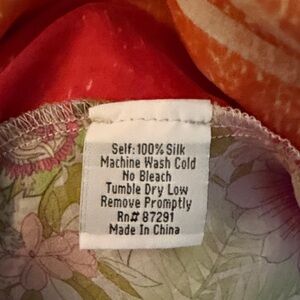 Self: 100% Silk
Machine Wash Cold
No Bleach
Tumble Dry Low
Remove Promptly
Rn# 87291
Made In China